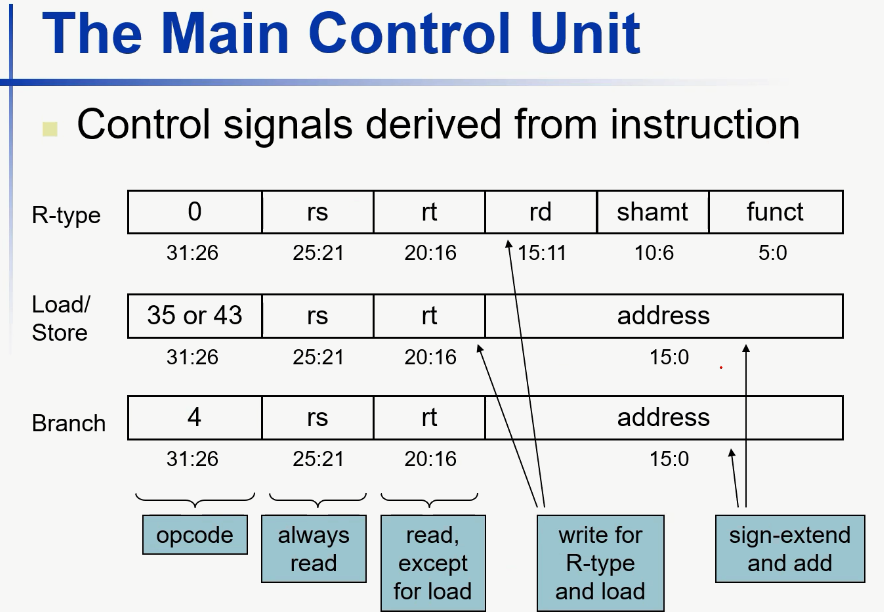 The Main Control Unit
Control signals derived from instruction
R-type 0 rs rt rd shamt funct
31:26 25:21 20:16 15:11 10:6 5:0
Load/
Store
35 or 43 rs rt address
31:26 25:21 20:16 15:0
Branch 4 rs rt address
31:26 25:21 20:16 15:0
opcode
always
read
read,
except
for load
write for
R-type
and load
sign-extend
and add